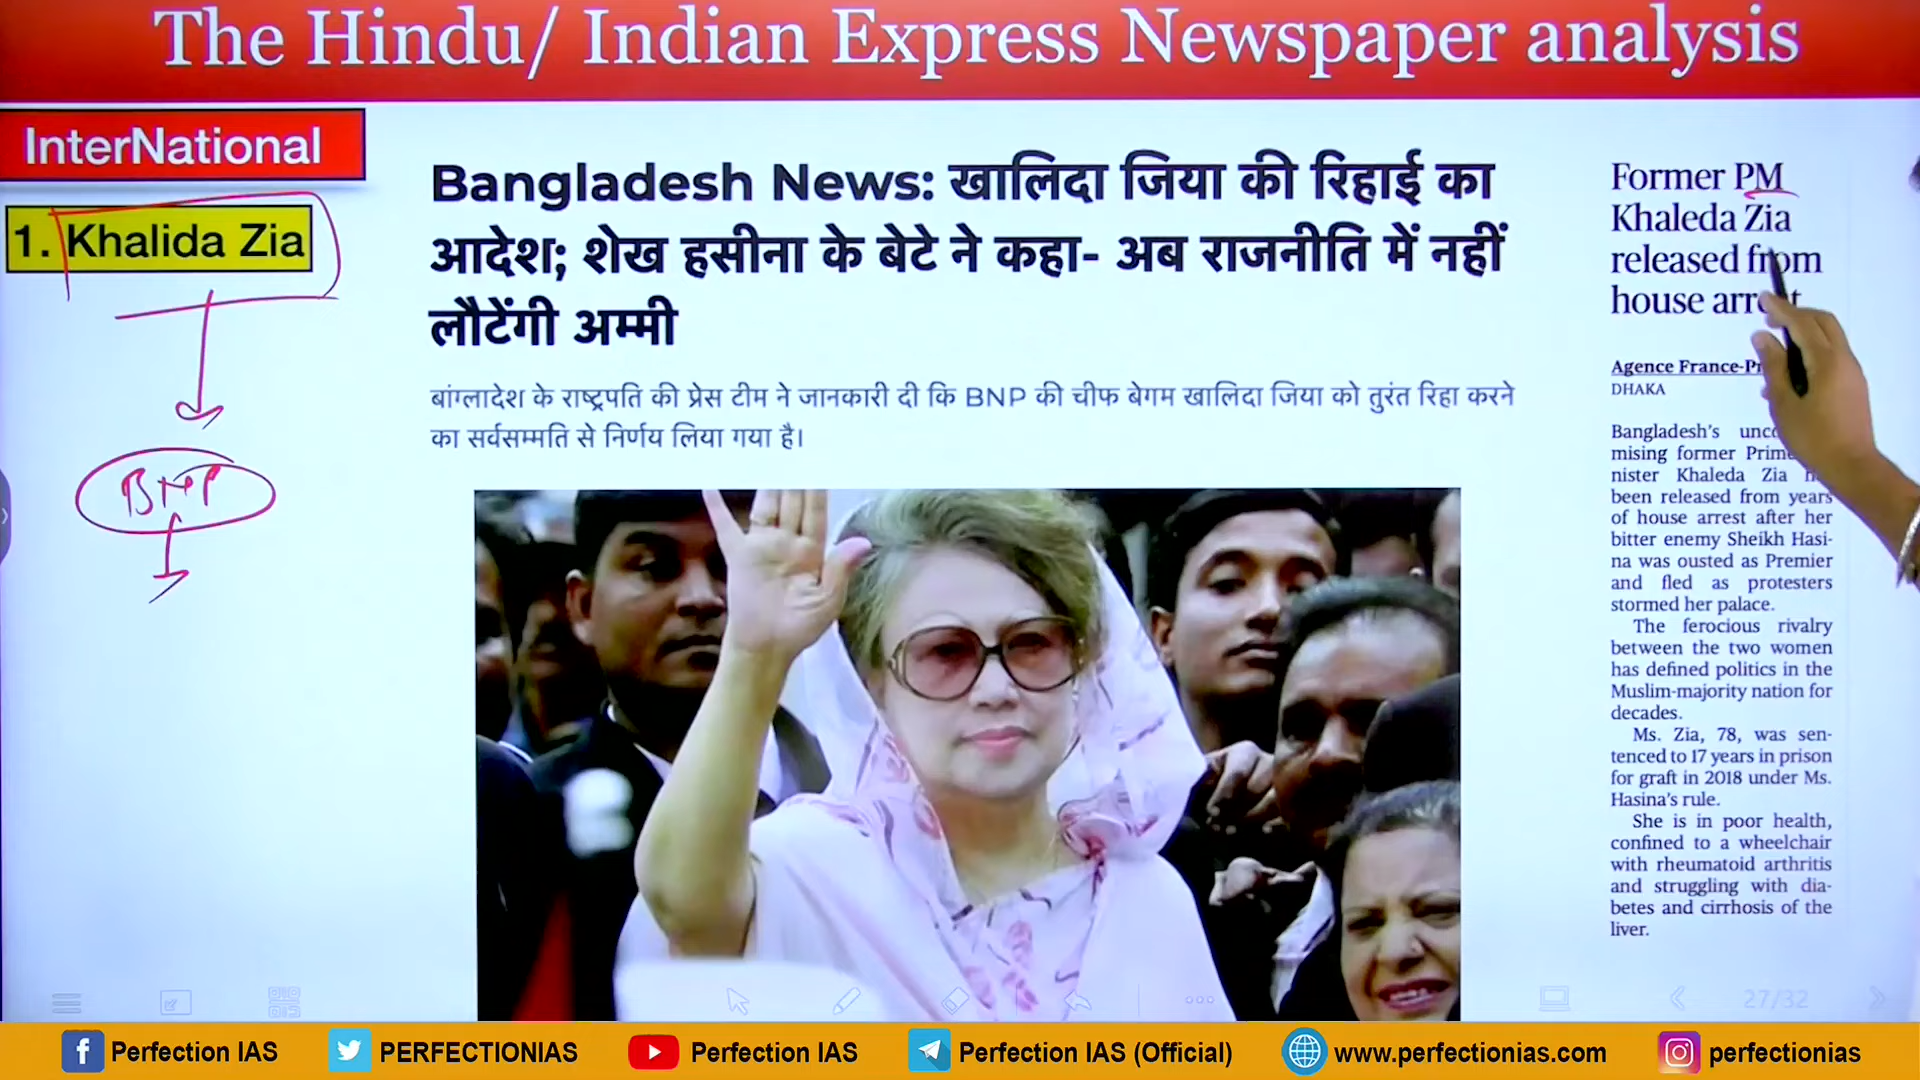 The Hindu/ Indian Express Newspaper analysis
InterNational
1. Khalida Zia
BNP
Bangladesh News: खालिदा जिया की रिहाई का
आदेश; शेख हसीना के बेटे ने कहा- अब राजनीति में नहीं
लौटेंगी अम्मी
बांग्लादेश के राष्ट्रपति की प्रेस टीम ने जानकारी दी कि BNP की चीफ बेगम खालिदा जिया को तुरंत रिहा करने
का सर्वसम्मति से निर्णय लिया गया है।
Former PM
Khaleda Zia
released from
house
Agence
DHAKA
Bangladesh's
mising former
nister Khaleda Zia
been released from years
of house arrest after her
bitter enemy Sheikh Hasi-
na was ousted as Premier
and fled as protesters
stormed her palace.
The ferocious rivalry
between the two women
has defined politics in the
Muslim-majority nation for
decades.
Ms. Zia, 78, was sen-
tenced to 17 years in prison
for graft in 2018 under Ms.
Hasina's rule.
She is in poor health,
confined to a wheelchair
with rheumatoid arthritis
and struggling with dia-
betes and cirrhosis of the
liver.
27/32
Perfection IAS
PERFECTIONIAS
Perfection IAS
Perfection IAS (Official)
www.perfectionias.com
perfectionias